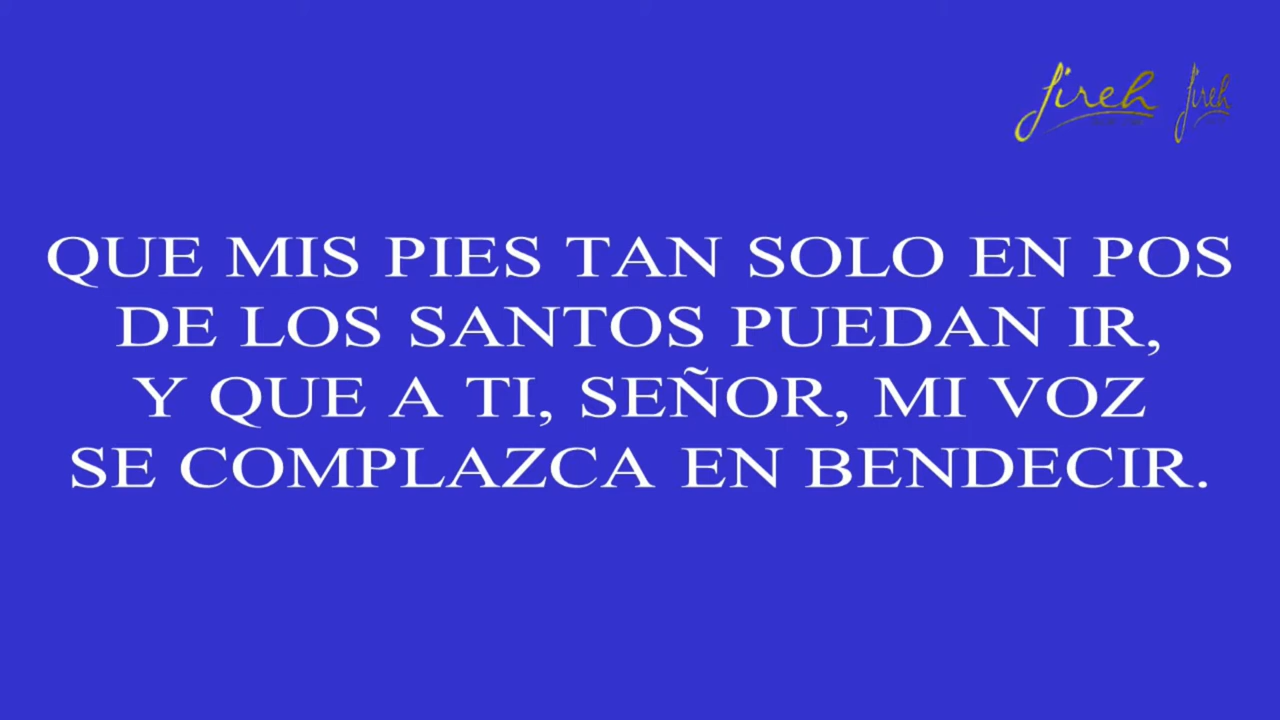 Jireh Jireh
QUE MIS PIES TAN SOLO EN POS
DE LOS SANTOS PUEDAN IR,
Y QUE A TI, SEÑOR, MI VOZ
SE COMPLAZCA EN BENDECIR.